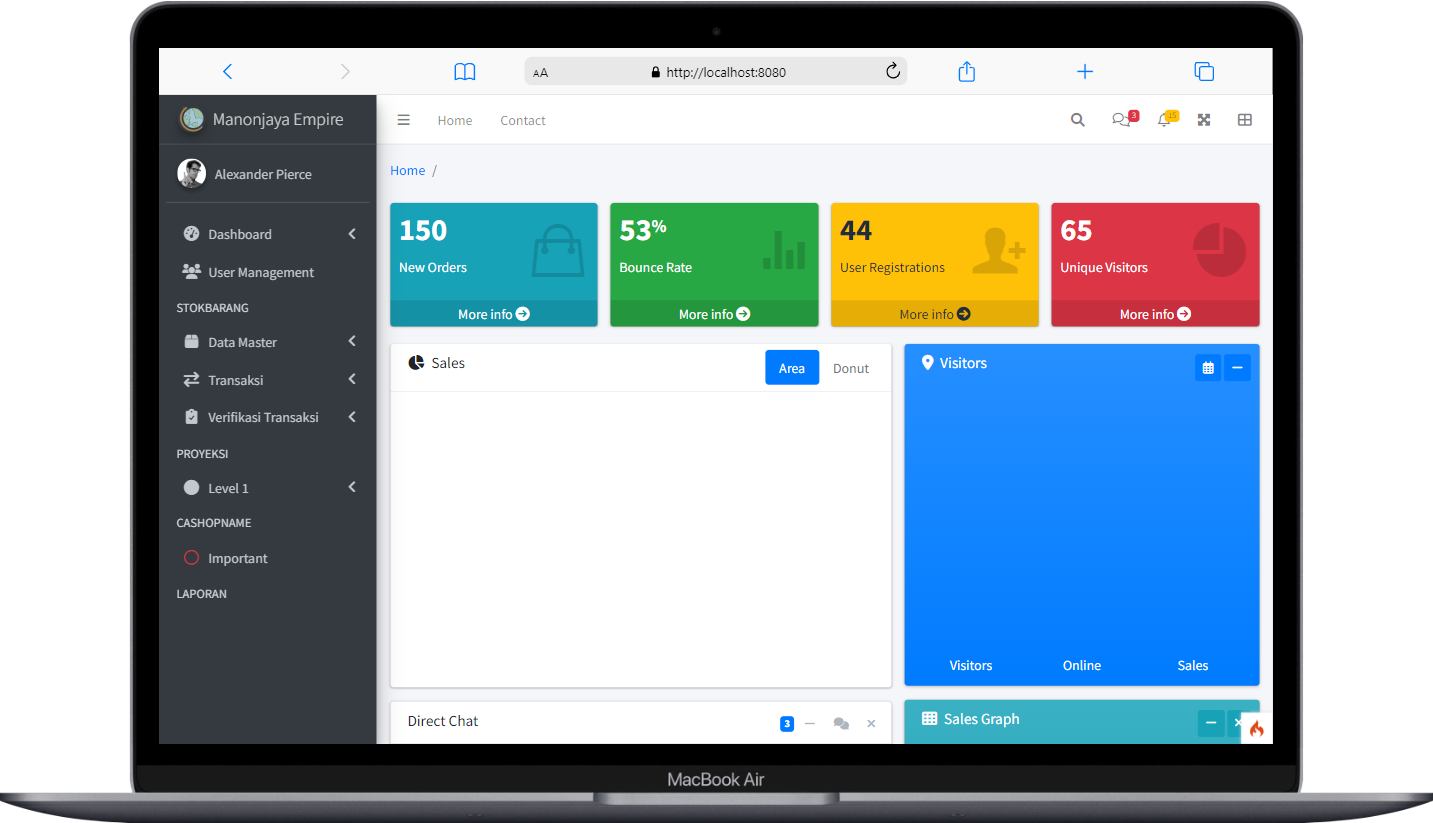 AA http://localhost:8080
Manonjaya Empire
Home Contact
3
15
Alexander Pierce
Home /
Dashboard
User Management
STOKBARANG
Data Master
Transaksi
Verifikasi Transaksi
PROYEKSI
Level 1
CASHOPNAME
Important
LAPORAN
150
New Orders
More info
53%
Bounce Rate
More info
44
User Registrations
More info
65
Unique Visitors
More info
Sales
Area Donut
Visitors
Visitors Online Sales
Direct Chat
3
Sales Graph
MacBook Air